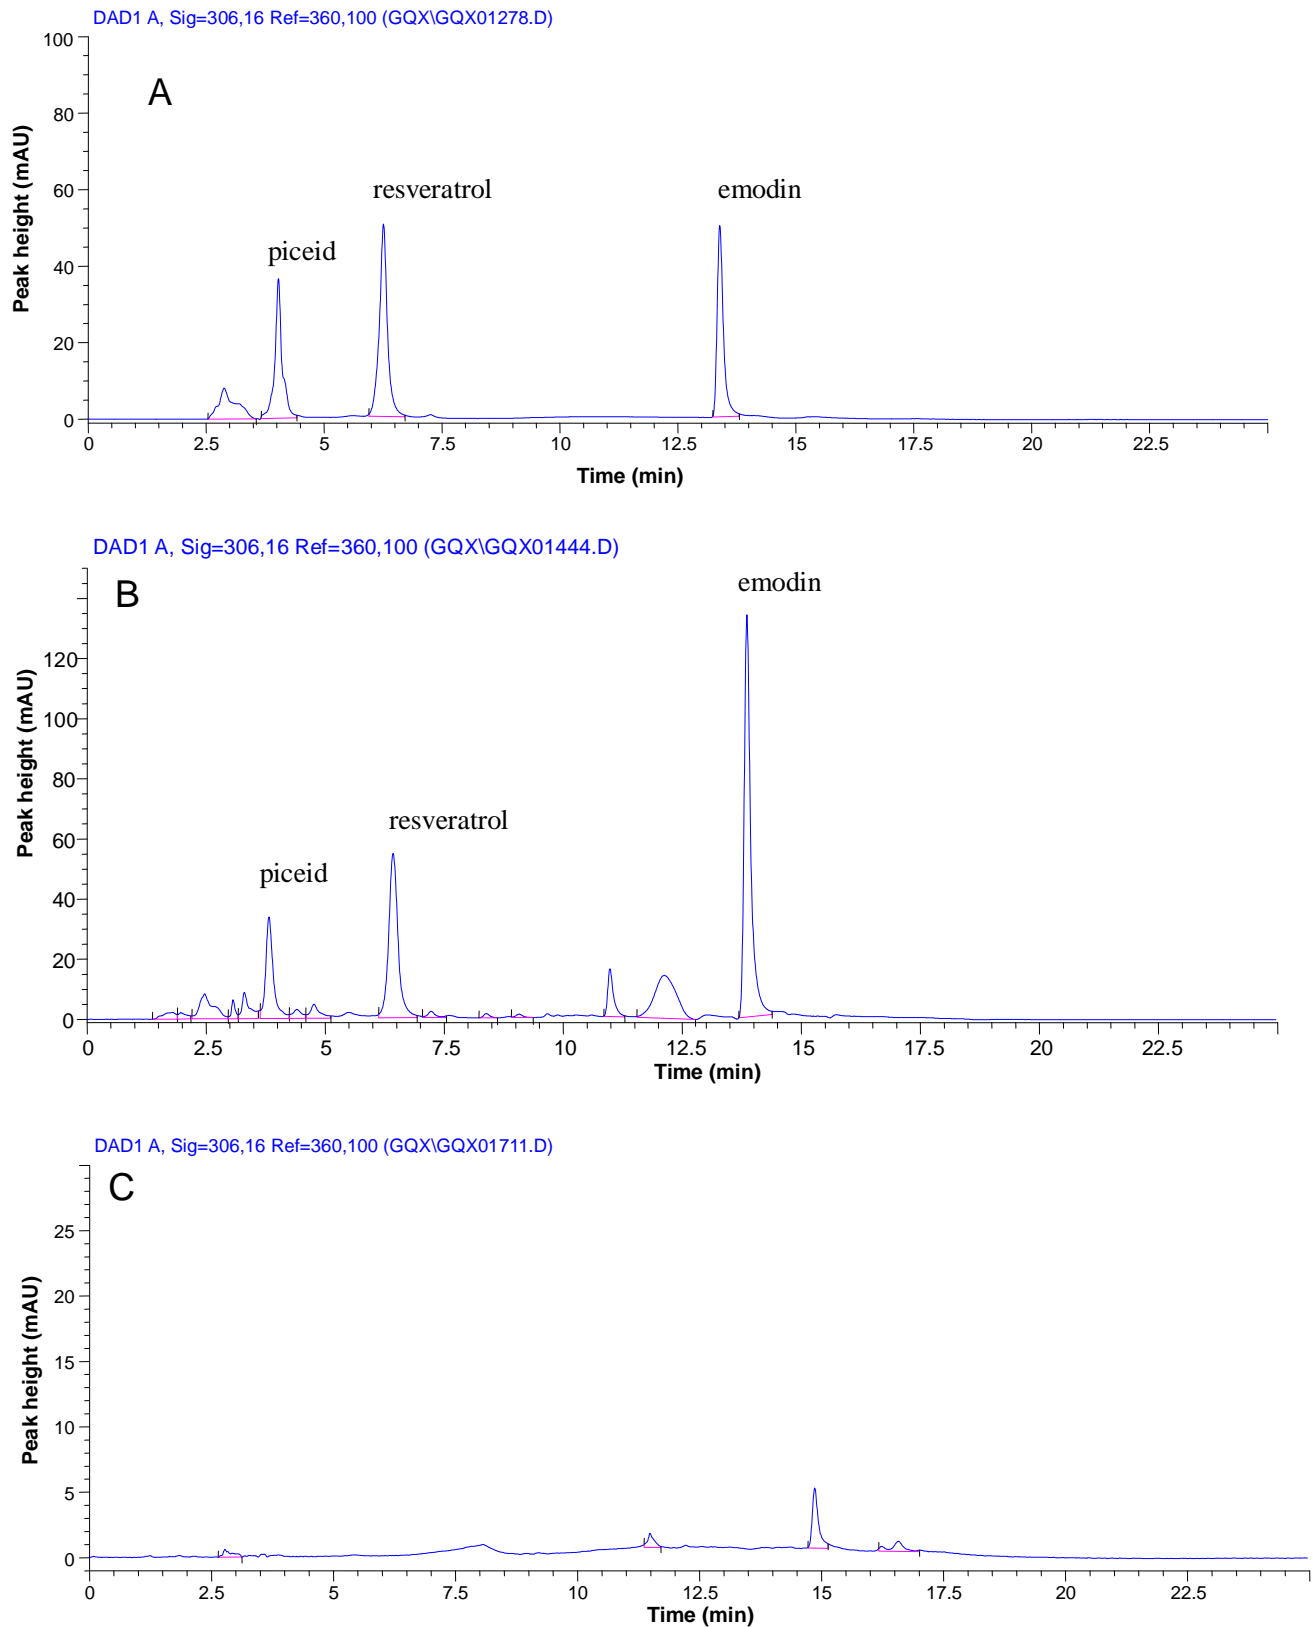 DAD1 A, Sig=306,16 Ref=360,100 (GQX\GQX01278.D)
100
80
60
40
20
0
Peak height (mAU)
A
piceid
resveratrol
emodin
0 2.5 5 7.5 10 12.5 15 17.5 20 22.5
Time (min)
DAD1 A, Sig=306,16 Ref=360,100 (GQX\GQX01444.D)
120
100
80
60
40
20
0
Peak height (mAU)
B
piceid
resveratrol
emodin
0 2.5 5 7.5 10 12.5 15 17.5 20 22.5
Time (min)
DAD1 A, Sig=306,16 Ref=360,100 (GQX\GQX01711.D)
25
20
15
10
5
0
Peak height (mAU)
C
0 2.5 5 7.5 10 12.5 15 17.5 20 22.5
Time (min)